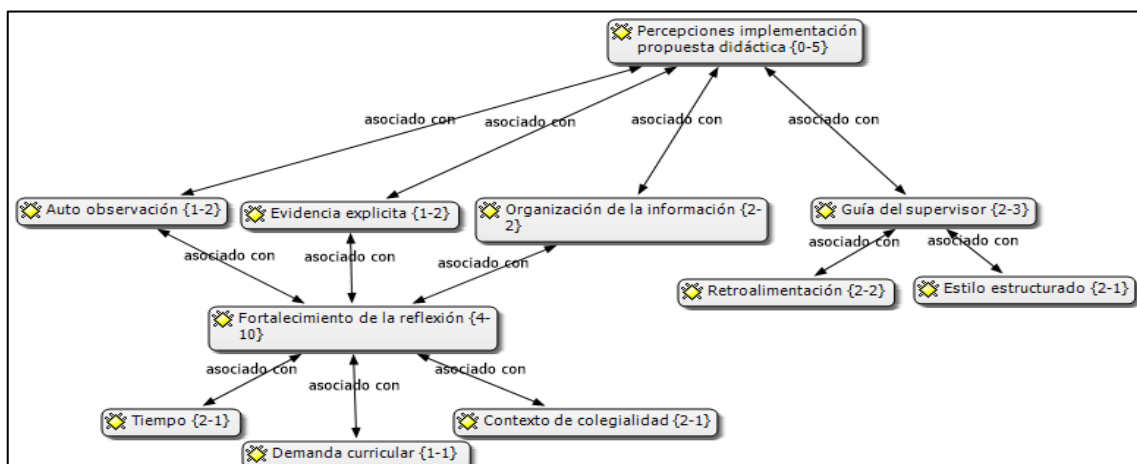 Percepciones implementación
propuesta didáctica {0-5}
asociado con
asociado con
asociado con
asociado con
Auto observación {1-2}
Evidencia explicita {1-2}
Organización de la información {2-
2}
Guía del supervisor {2-3}
asociado con
asociado con
asociado con
asociado con
asociado con
Retroalimentación {2-2}
Estilo estructurado {2-1}
Fortalecimiento de la reflexión {4-
10}
asociado con
asociado con
asociado con
Tiempo {2-1}
Contexto de colegialidad {2-1}
Demanda curricular {1-1}